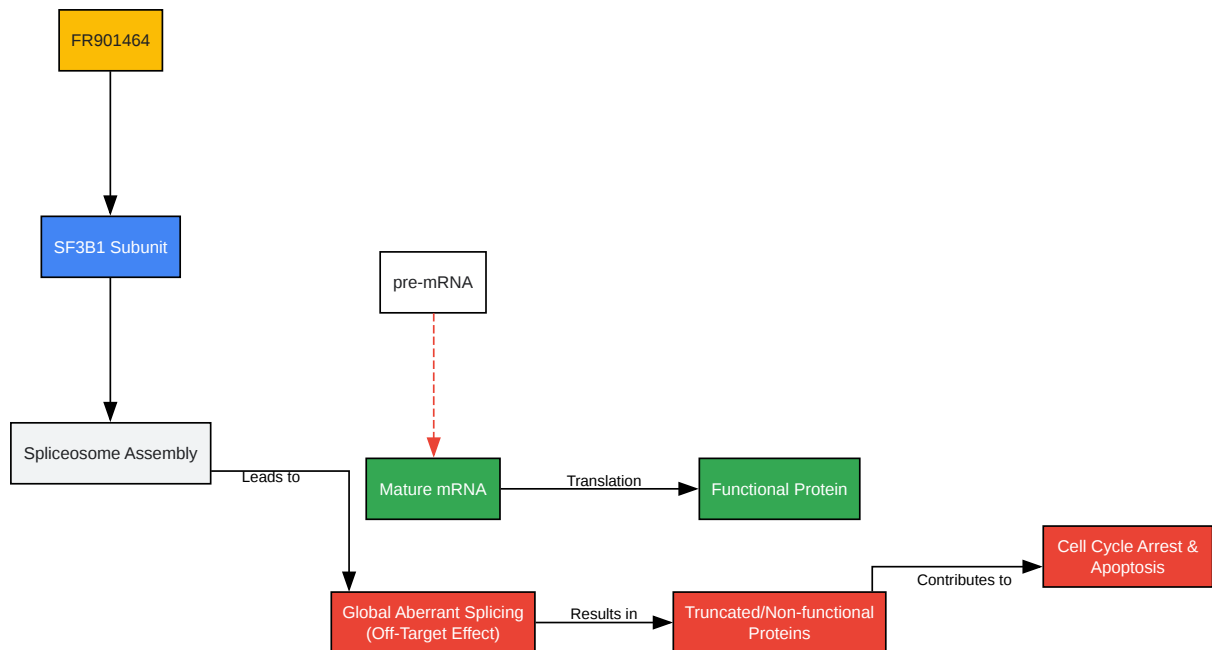 FR901464
SF3B1 Subunit
pre-mRNA
Spliceosome Assembly
Leads to
Mature mRNA
Translation
Functional Protein
Global Aberrant Splicing
(Off-Target Effect)
Results in
Truncated/Non-functional
Proteins
Contributes to
Cell Cycle Arrest &
Apoptosis